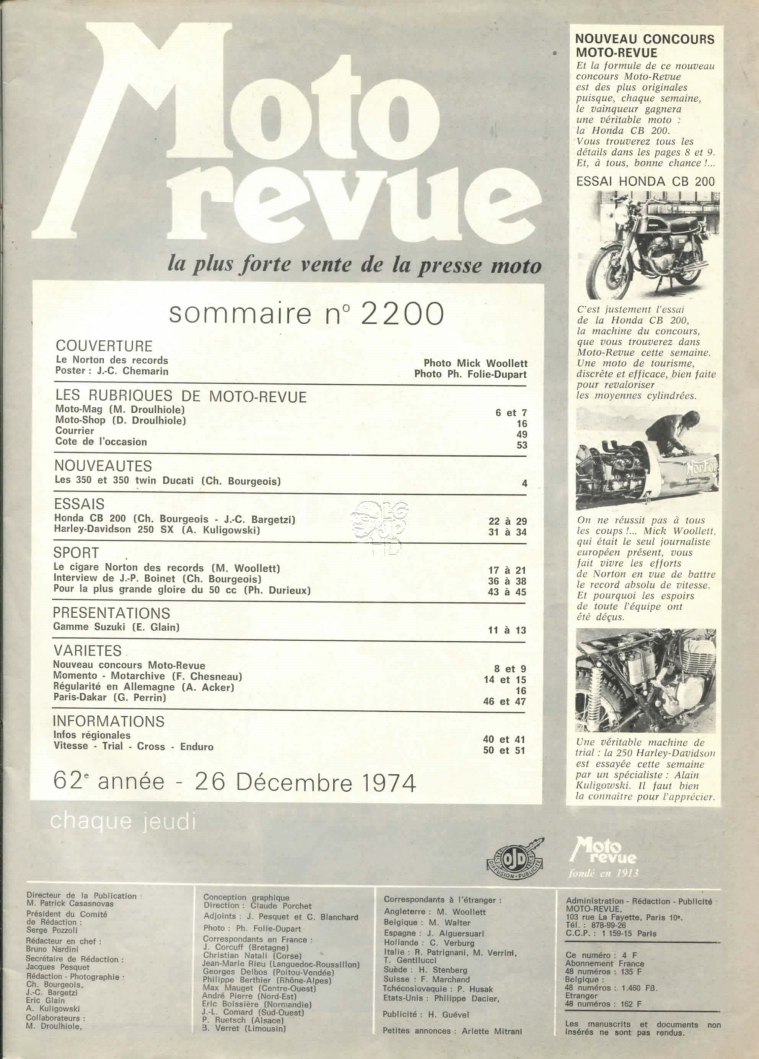 Moto
revue
la plus forte vente de la presse moto
sommaire n° 2200
COUVERTURE
Le Norton des records Photo Mick Woollett
Poster : J.-C. Chemarin Photo Ph. Folie-Dupart
LES RUBRIQUES DE MOTO-REVUE
Moto-Mag (M. Droulhiole) 6 et 7
Moto-Shop (D. Droulhiole) 16
Courrier 49
Cote de l'occasion 53
NOUVEAUTES
Les 350 et 350 twin Ducati (Ch. Bourgeois) 4
ESSAIS
Honda CB 200 (Ch. Bourgeois - J.-C. Bargetzi) 22 à 29
Harley-Davidson 250 SX (A. Kuligowski) 31 à 34
SPORT
Le cigare Norton des records (M. Woollett) 17 à 21
Interview de J.-P. Boinet (Ch. Bourgeois) 36 à 38
Pour la plus grande gloire du 50 cc (Ph. Durieux) 43 à 45
PRESENTATIONS
Gamme Suzuki (E. Glain) 11 à 13
VARIETES
Nouveau concours Moto-Revue 8 et 9
Momento - Motarchive (F. Chesneau) 14 et 15
Régularité en Allemagne (A. Acker) 16
Paris-Dakar (G. Perrin) 46 et 47
INFORMATIONS
Infos régionales 40 et 41
Vitesse - Trial - Cross - Enduro 50 et 51
62e année - 26 Décembre 1974
chaque jeudi
NOUVEAU CONCOURS
MOTO-REVUE
Et la formule de ce nouveau
concours Moto-Revue
est des plus originales
puisque, chaque semaine,
le vainqueur gagnera
une véritable moto :
la Honda CB 200.
Vous trouverez tous les
détails dans les pages 8 et 9.
Et, à tous, bonne chance !...
ESSAI HONDA CB 200
C'est justement l'essai
de la Honda CB 200,
la machine du concours,
que vous trouverez dans
Moto-Revue cette semaine.
Une moto de tourisme,
discrète et efficace, bien faite
pour revaloriser
les moyennes cylindrées.
On ne réussit pas à tous
les coups !... Mick Woollett,
qui était le seul journaliste
européen présent, vous
fait vivre les efforts
de Norton en vue de battre
le record absolu de vitesse.
Et pourquoi les espoirs
de toute l'équipe ont
été déçus.
Une véritable machine de
trial : la 250 Harley-Davidson
est essayée cette semaine
par un spécialiste : Alain
Kuligowski. Il faut bien
la connaître pour l'apprécier.
OJD
Moto
revue
fondé en 1913
Directeur de la Publication :
M. Patrick Casasnovas
Président du Comité
de Rédaction :
Serge Pozzoli
Rédacteur en chef :
Bruno Nardini
Secrétaire de Rédaction :
Jacques Pesquet
Rédaction - Photographie :
Ch. Bourgeois,
J.-C. Bargetzi
Eric Glain
A. Kuligowski
Collaborateurs :
M. Droulhiole,
Conception graphique
Direction : Claude Porchet
Adjoints : J. Pesquet et C. Blanchard
Photo : Ph. Folie-Dupart
Correspondants en France :
J. Corcuff (Bretagne)
Christian Natali (Corse)
Jean-Marie Rieu (Languedoc-Roussillon)
Georges Delbos (Poitou-Vendée)
Philippe Berthier (Rhône-Alpes)
Max Mauget (Centre-Ouest)
André Pierre (Nord-Est)
Eric Boissière (Normandie)
J.-L. Comard (Sud-Ouest)
P. Ruetsch (Alsace)
B. Verret (Limousin)
Correspondants à l'étranger :
Angleterre : M. Woollett
Belgique : M. Walter
Espagne : J. Alguersuari
Hollande : C. Verburg
Italie : R. Patrignani, M. Verrini,
T. Gentilucci
Suède : H. Stenberg
Suisse : F. Marchand
Tchécoslovaquie : P. Husak
Etats-Unis : Philippe Dacier,
Publicité : H. Guével
Petites annonces : Arlette Mitrani
Administration - Rédaction - Publicité
MOTO-REVUE,
103 rue La Fayette, Paris 10e.
Tél. : 878-99-26
C.C.P. : 1 159-15 Paris
Ce numéro : 4 F
Abonnement France
48 numéros : 135 F
Belgique :
48 numéros : 1.460 FB.
Etranger
48 numéros : 162 F
Les manuscrits et documents non
insérés ne sont pas rendus.